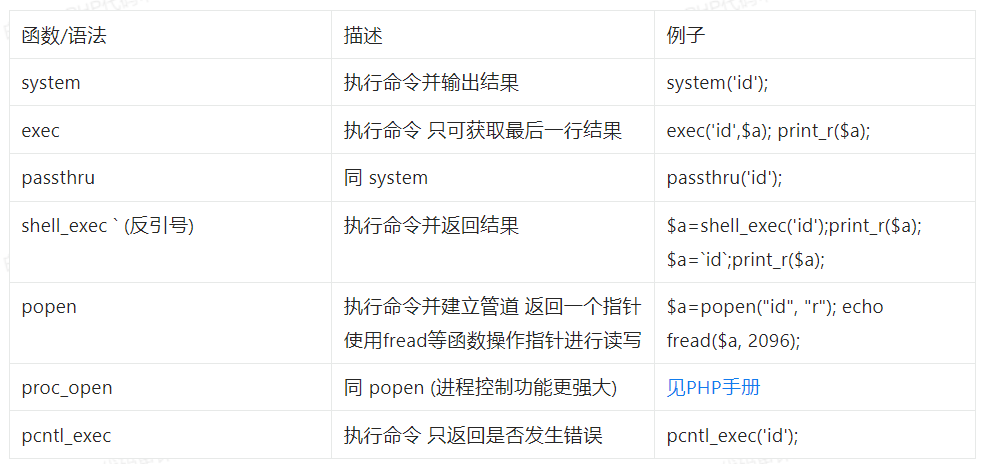 函数/语法 描述 例子
system 执行命令并输出结果 system('id');
exec 执行命令 只可获取最后一行结果 exec('id',$a); print_r($a);
passthru 同 system passthru('id');
shell_exec ` (反引号) 执行命令并返回结果 $a=shell_exec('id');print_r($a);
$a=`id`;print_r($a);
popen 执行命令并建立管道 返回一个指针 $a=popen("id", "r"); echo
使用fread等函数操作指针进行读写 fread($a, 2096);
proc_open 同 popen (进程控制功能更强大) 见PHP手册
pcntl_exec 执行命令 只返回是否发生错误 pcntl_exec('id');